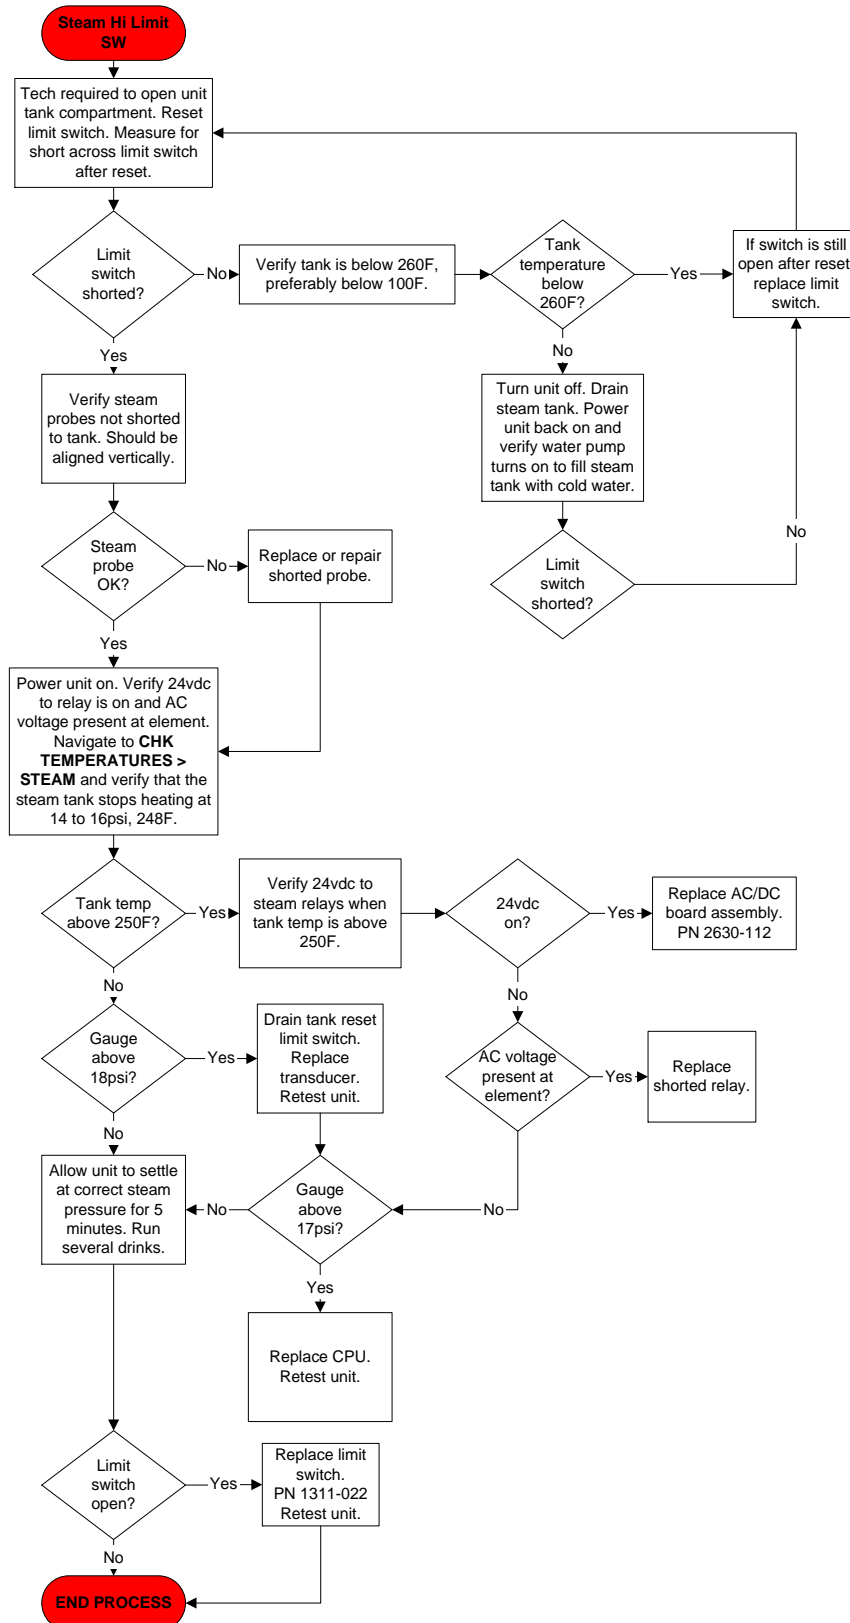 Steam Hi Limit
SW
Tech required to open unit
tank compartment. Reset
limit switch. Measure for
short across limit switch
after reset.
Limit
switch
shorted?
No
Verify tank is below 260F,
preferably below 100F.
Tank
temperature
below
260F?
Yes
If switch is still
open after reset
replace limit
switch.
Yes
No
Verify steam
probes not shorted
to tank. Should be
aligned vertically.
Turn unit off. Drain
steam tank. Power
unit back on and
verify water pump
turns on to fill steam
tank with cold water.
No
Steam
probe
OK?
No
Replace or repair
shorted probe.
Limit
switch
shorted?
Yes
Power unit on. Verify 24vdc
to relay is on and AC
voltage present at element.
Navigate to CHK
TEMPERATURES >
STEAM and verify that the
steam tank stops heating at
14 to 16psi, 248F.
Tank temp
above 250F?
Yes
Verify 24vdc to
steam relays when
tank temp is above
250F.
24vdc
on?
Yes
Replace AC/DC
board assembly.
PN 2630-112
No
No
Gauge
above
18psi?
Yes
Drain tank reset
limit switch.
Replace
transducer.
Retest unit.
AC voltage
present at
element?
Yes
Replace
shorted relay.
No
Allow unit to settle
at correct steam
pressure for 5
minutes. Run
several drinks.
No
Gauge
above
17psi?
No
Yes
Replace CPU.
Retest unit.
Limit
switch
open?
Yes
Replace limit
switch.
PN 1311-022
Retest unit.
No
END PROCESS